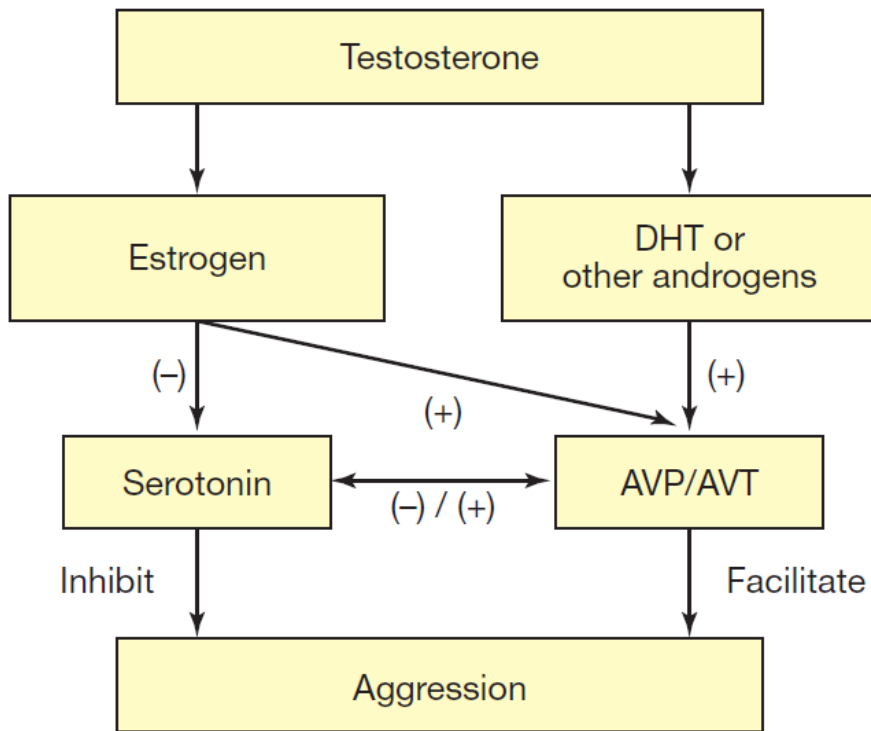 Testosterone
Estrogen
DHT or
other androgens
(–)
(+)
(+)
Serotonin
(–) / (+)
AVP/AVT
Inhibit
Facilitate
Aggression